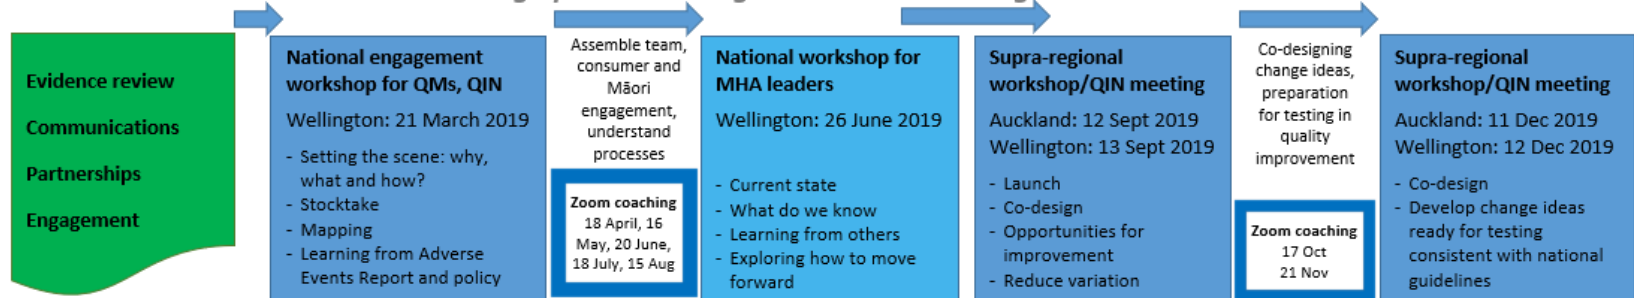 Evidence review
Communications
Partnerships
Engagement
National engagement
workshop for QMs, QIN
Wellington: 21 March 2019
- Setting the scene: why,
what and how?
- Stocktake
- Mapping
- Learning from Adverse
Events Report and policy
Assemble team,
consumer and
Māori
engagement,
understand
processes
Zoom coaching
18 April, 16
May, 20 June,
18 July, 15 Aug
National workshop for
MHA leaders
Wellington: 26 June 2019
- Current state
- What do we know
- Learning from others
- Exploring how to move
forward
Supra-regional
workshop/QIN meeting
Auckland: 12 Sept 2019
Wellington: 13 Sept 2019
- Launch
- Co-design
- Opportunities for
improvement
- Reduce variation
Co-designing
change ideas,
preparation
for testing in
quality
improvement
Zoom coaching
17 Oct
21 Nov
Supra-regional
workshop/QIN meeting
Auckland: 11 Dec 2019
Wellington: 12 Dec 2019
- Co-design
- Develop change ideas
ready for testing
consistent with national
guidelines